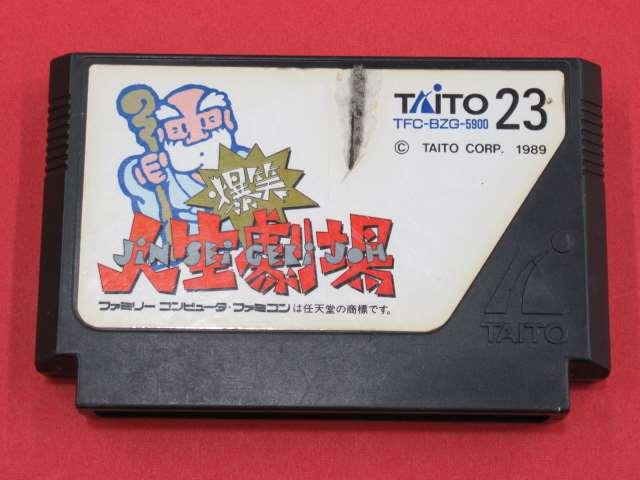 TAITO 23
TFC-BZG-5900
© TAITO CORP. 1989
爆笑
人生劇場
JINSEI GEKIJOH
ファミリー コンピュータ・ファミコンは任天堂の商標です。
TAITO